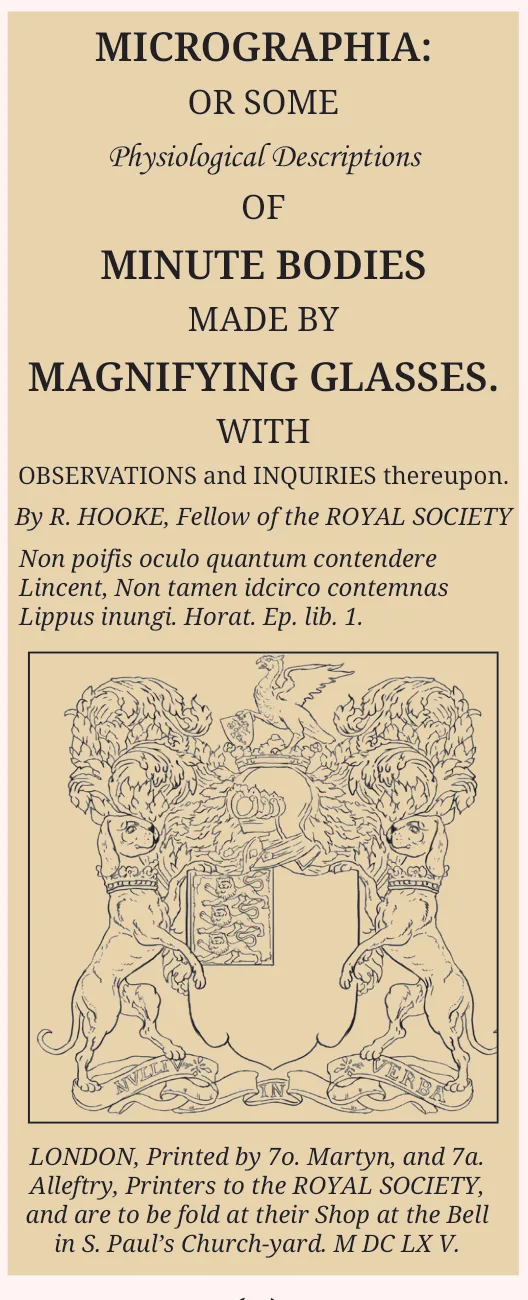 MICROGRAPHIA:
OR SOME
Physiological Descriptions
OF
MINUTE BODIES
MADE BY
MAGNIFYING GLASSES.
WITH
OBSERVATIONS and INQUIRIES thereupon.
By R. HOOKE, Fellow of the ROYAL SOCIETY
Non poifis oculo quantum contendere
Lincent, Non tamen idcirco contemnas
Lippus inungi. Horat. Ep. lib. 1.
NVLLIVS IN VERBA
LONDON, Printed by 7o. Martyn, and 7a.
Alleftry, Printers to the ROYAL SOCIETY,
and are to be fold at their Shop at the Bell
in S. Paul’s Church-yard. M DC LX V.